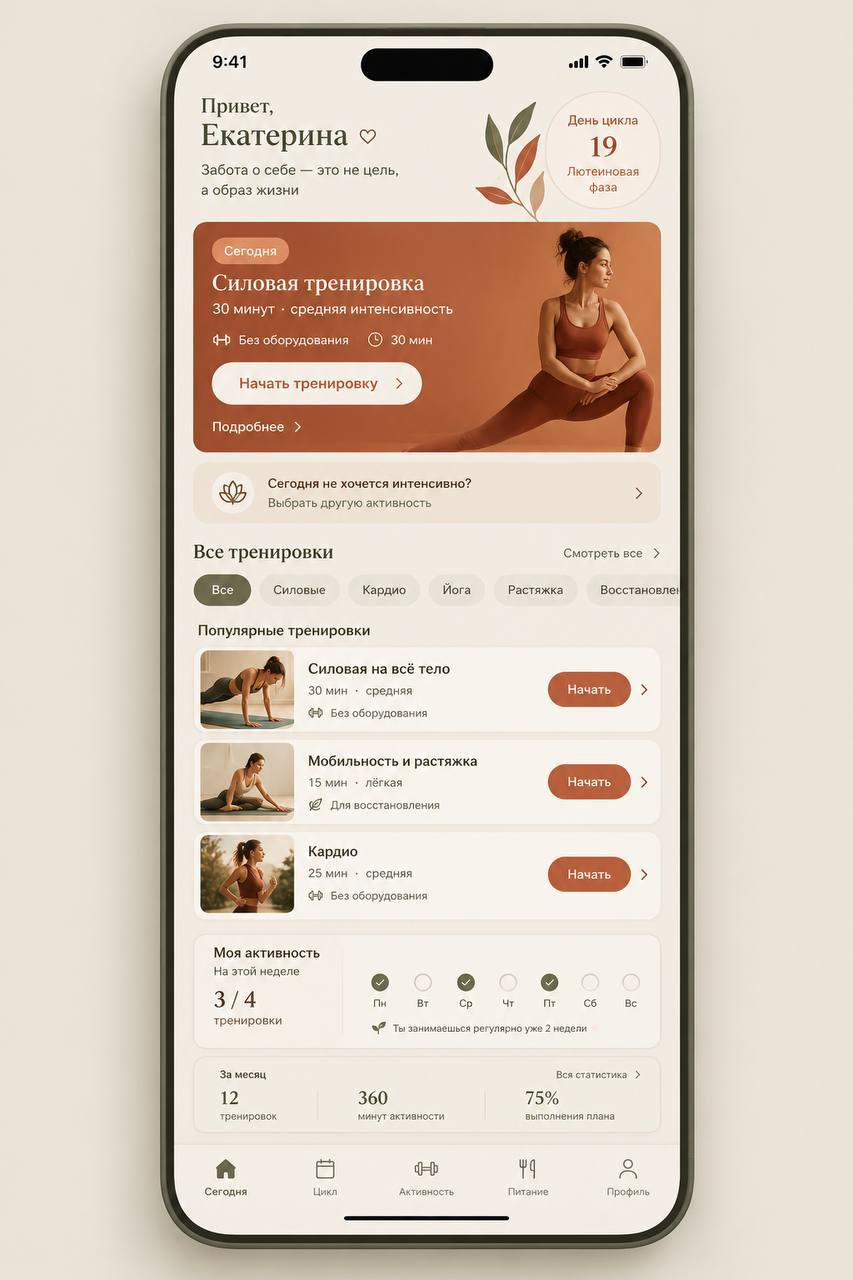 9:41
Привет,
Екатерина
Забота о себе — это не цель,
а образ жизни
День цикла
19
Лютеиновая
фаза
Сегодня
Силовая тренировка
30 минут · средняя интенсивность
Без оборудования
30 мин
Начать тренировку
Подробнее
Сегодня не хочется интенсивно?
Выбрать другую активность
Все тренировки
Смотреть все
Все
Силовые
Кардио
Йога
Растяжка
Восстановлен
Популярные тренировки
Силовая на всё тело
30 мин · средняя
Без оборудования
Начать
Мобильность и растяжка
15 мин · лёгкая
Для восстановления
Начать
Кардио
25 мин · средняя
Без оборудования
Начать
Моя активность
На этой неделе
3 / 4
тренировки
Пн Вт Ср Чт Пт Сб Вс
Ты занимаешься регулярно уже 2 недели
За месяц
Вся статистика
12
тренировок
360
минут активности
75%
выполнения плана
Сегодня
Цикл
Активность
Питание
Профиль